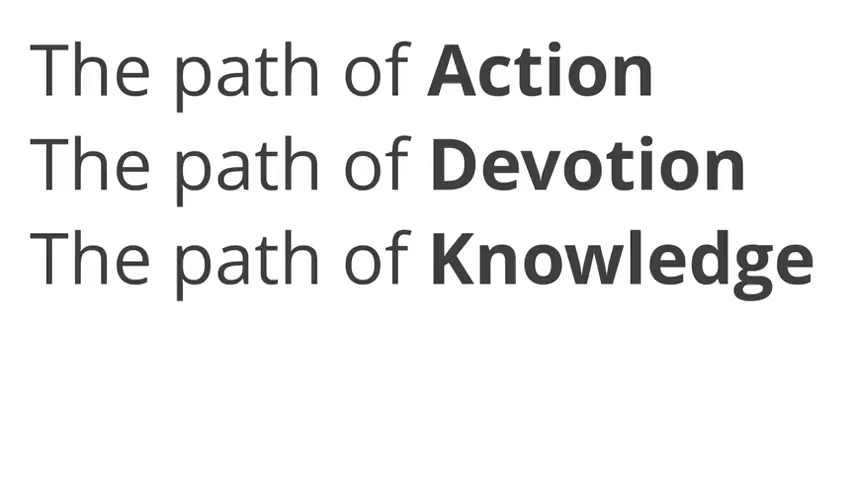 The path of Action
The path of Devotion
The path of Knowledge